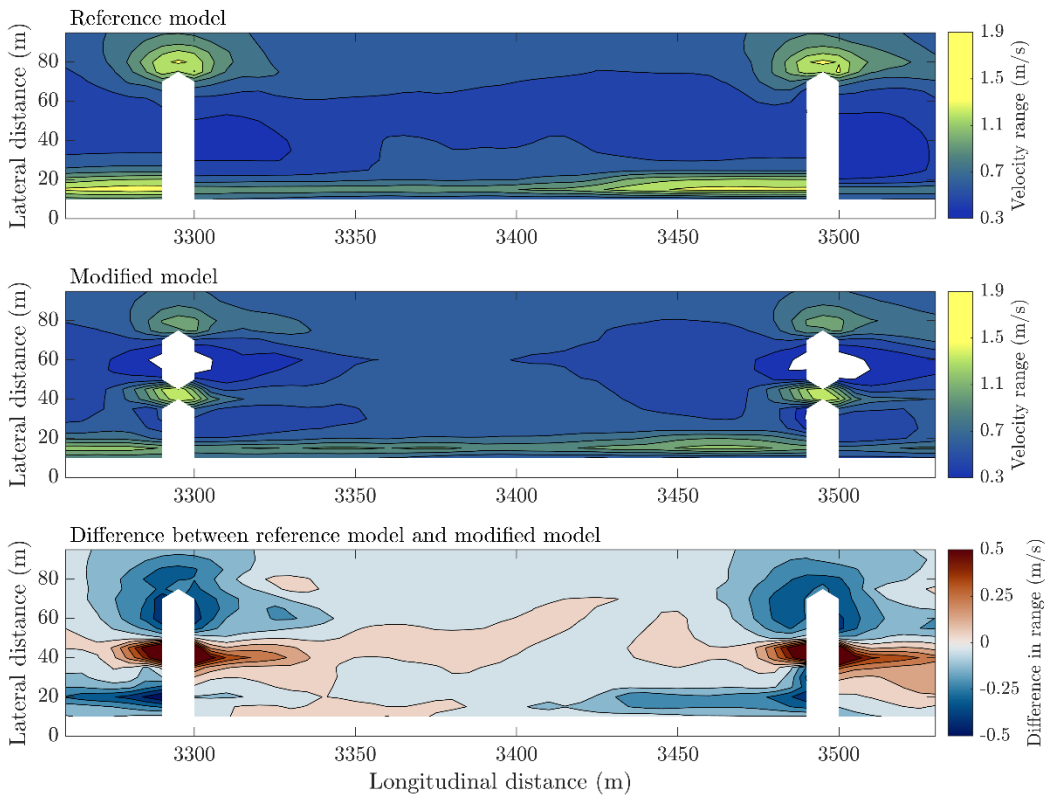 Reference model
Lateral distance (m)
80
60
40
20
0
3300 3350 3400 3450 3500
1.9
1.5
1.1
0.7
0.3
Velocity range (m/s)
Modified model
Lateral distance (m)
80
60
40
20
0
3300 3350 3400 3450 3500
1.9
1.5
1.1
0.7
0.3
Velocity range (m/s)
Difference between reference model and modified model
Lateral distance (m)
80
60
40
20
0
3300 3350 3400 3450 3500
Longitudinal distance (m)
0.5
0.25
0
-0.25
-0.5
Difference in range (m/s)